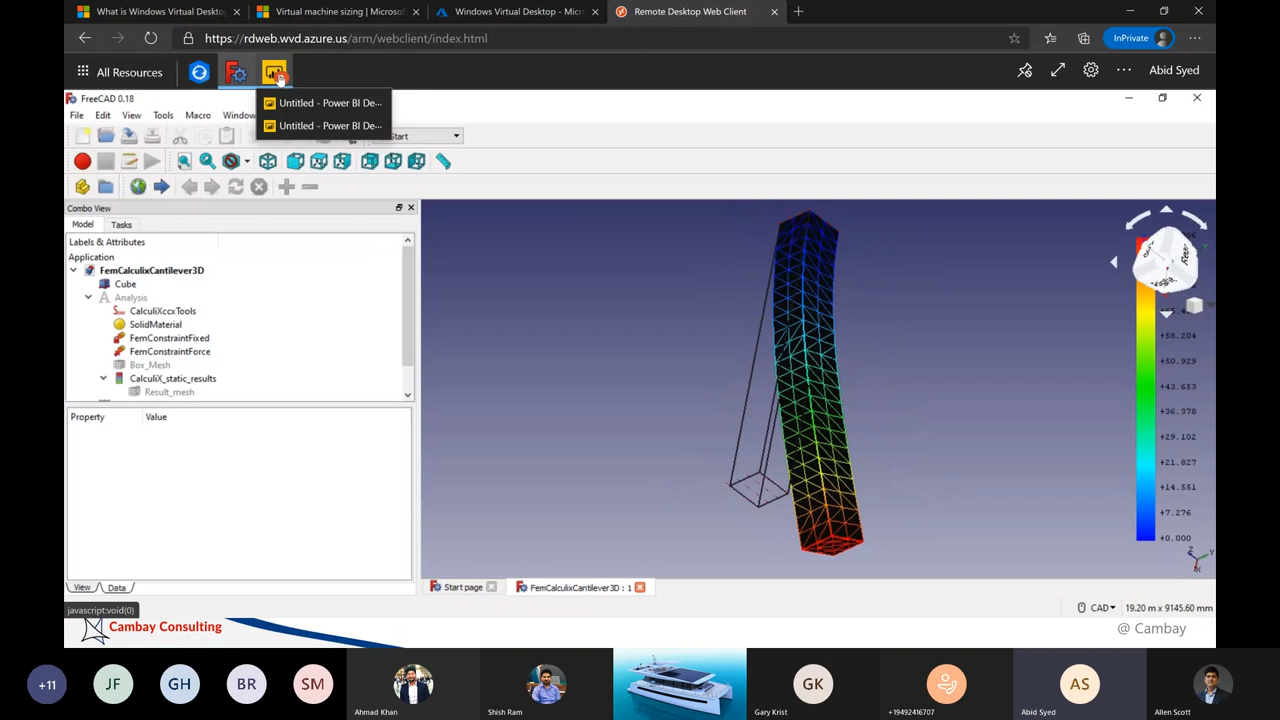 What is Windows Virtual Desktop
Virtual machine sizing | Microsof
Windows Virtual Desktop - Micr
Remote Desktop Web Client
https://rdweb.wvd.azure.us/arm/webclient/index.html
InPrivate
All Resources
Abid Syed
Untitled - Power BI De...
Untitled - Power BI De...
FreeCAD 0.18
File Edit View Tools Macro Window
Start
Combo View
Model Tasks
Labels & Attributes
Application
FemCalculixCantilever3D
Cube
Analysis
CalculiXccxTools
SolidMaterial
FemConstraintFixed
FemConstraintForce
Box_Mesh
CalculiX_static_results
Result_mesh
Property Value
+58.204
+50.929
+43.653
+36.378
+29.102
+21.827
+14.551
+7.276
+0.000
View Data
Start page
FemCalculixCantilever3D : 1
javascript:void(0)
CAD
19.20 m x 9145.60 mm
Cambay Consulting
@ Cambay
+11
JF
GH
BR
SM
Ahmad Khan
Shish Ram
GK
Gary Krist
+19492416707
AS
Abid Syed
Allen Scott